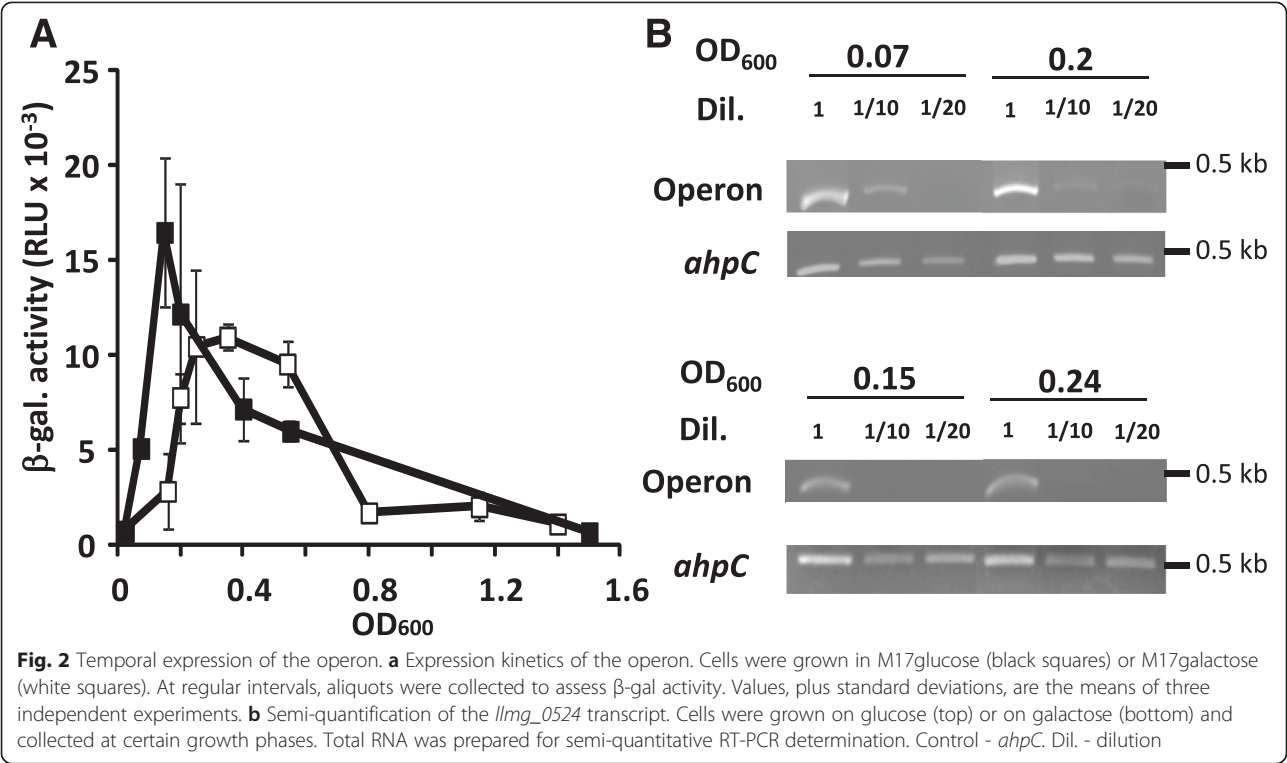 A
25
20
15
10
5
0
β-gal. activity (RLU x 10-3)
0 0.4 0.8 1.2 1.6
OD600
B
OD600 0.07 0.2
Dil. 1 1/10 1/20 1 1/10 1/20
Operon 0.5 kb
ahpC 0.5 kb
OD600 0.15 0.24
Dil. 1 1/10 1/20 1 1/10 1/20
Operon 0.5 kb
ahpC 0.5 kb
Fig. 2 Temporal expression of the operon. a Expression kinetics of the operon. Cells were grown in M17glucose (black squares) or M17galactose
(white squares). At regular intervals, aliquots were collected to assess β-gal activity. Values, plus standard deviations, are the means of three
independent experiments. b Semi-quantification of the llmg_0524 transcript. Cells were grown on glucose (top) or on galactose (bottom) and
collected at certain growth phases. Total RNA was prepared for semi-quantitative RT-PCR determination. Control - ahpC. Dil. - dilution